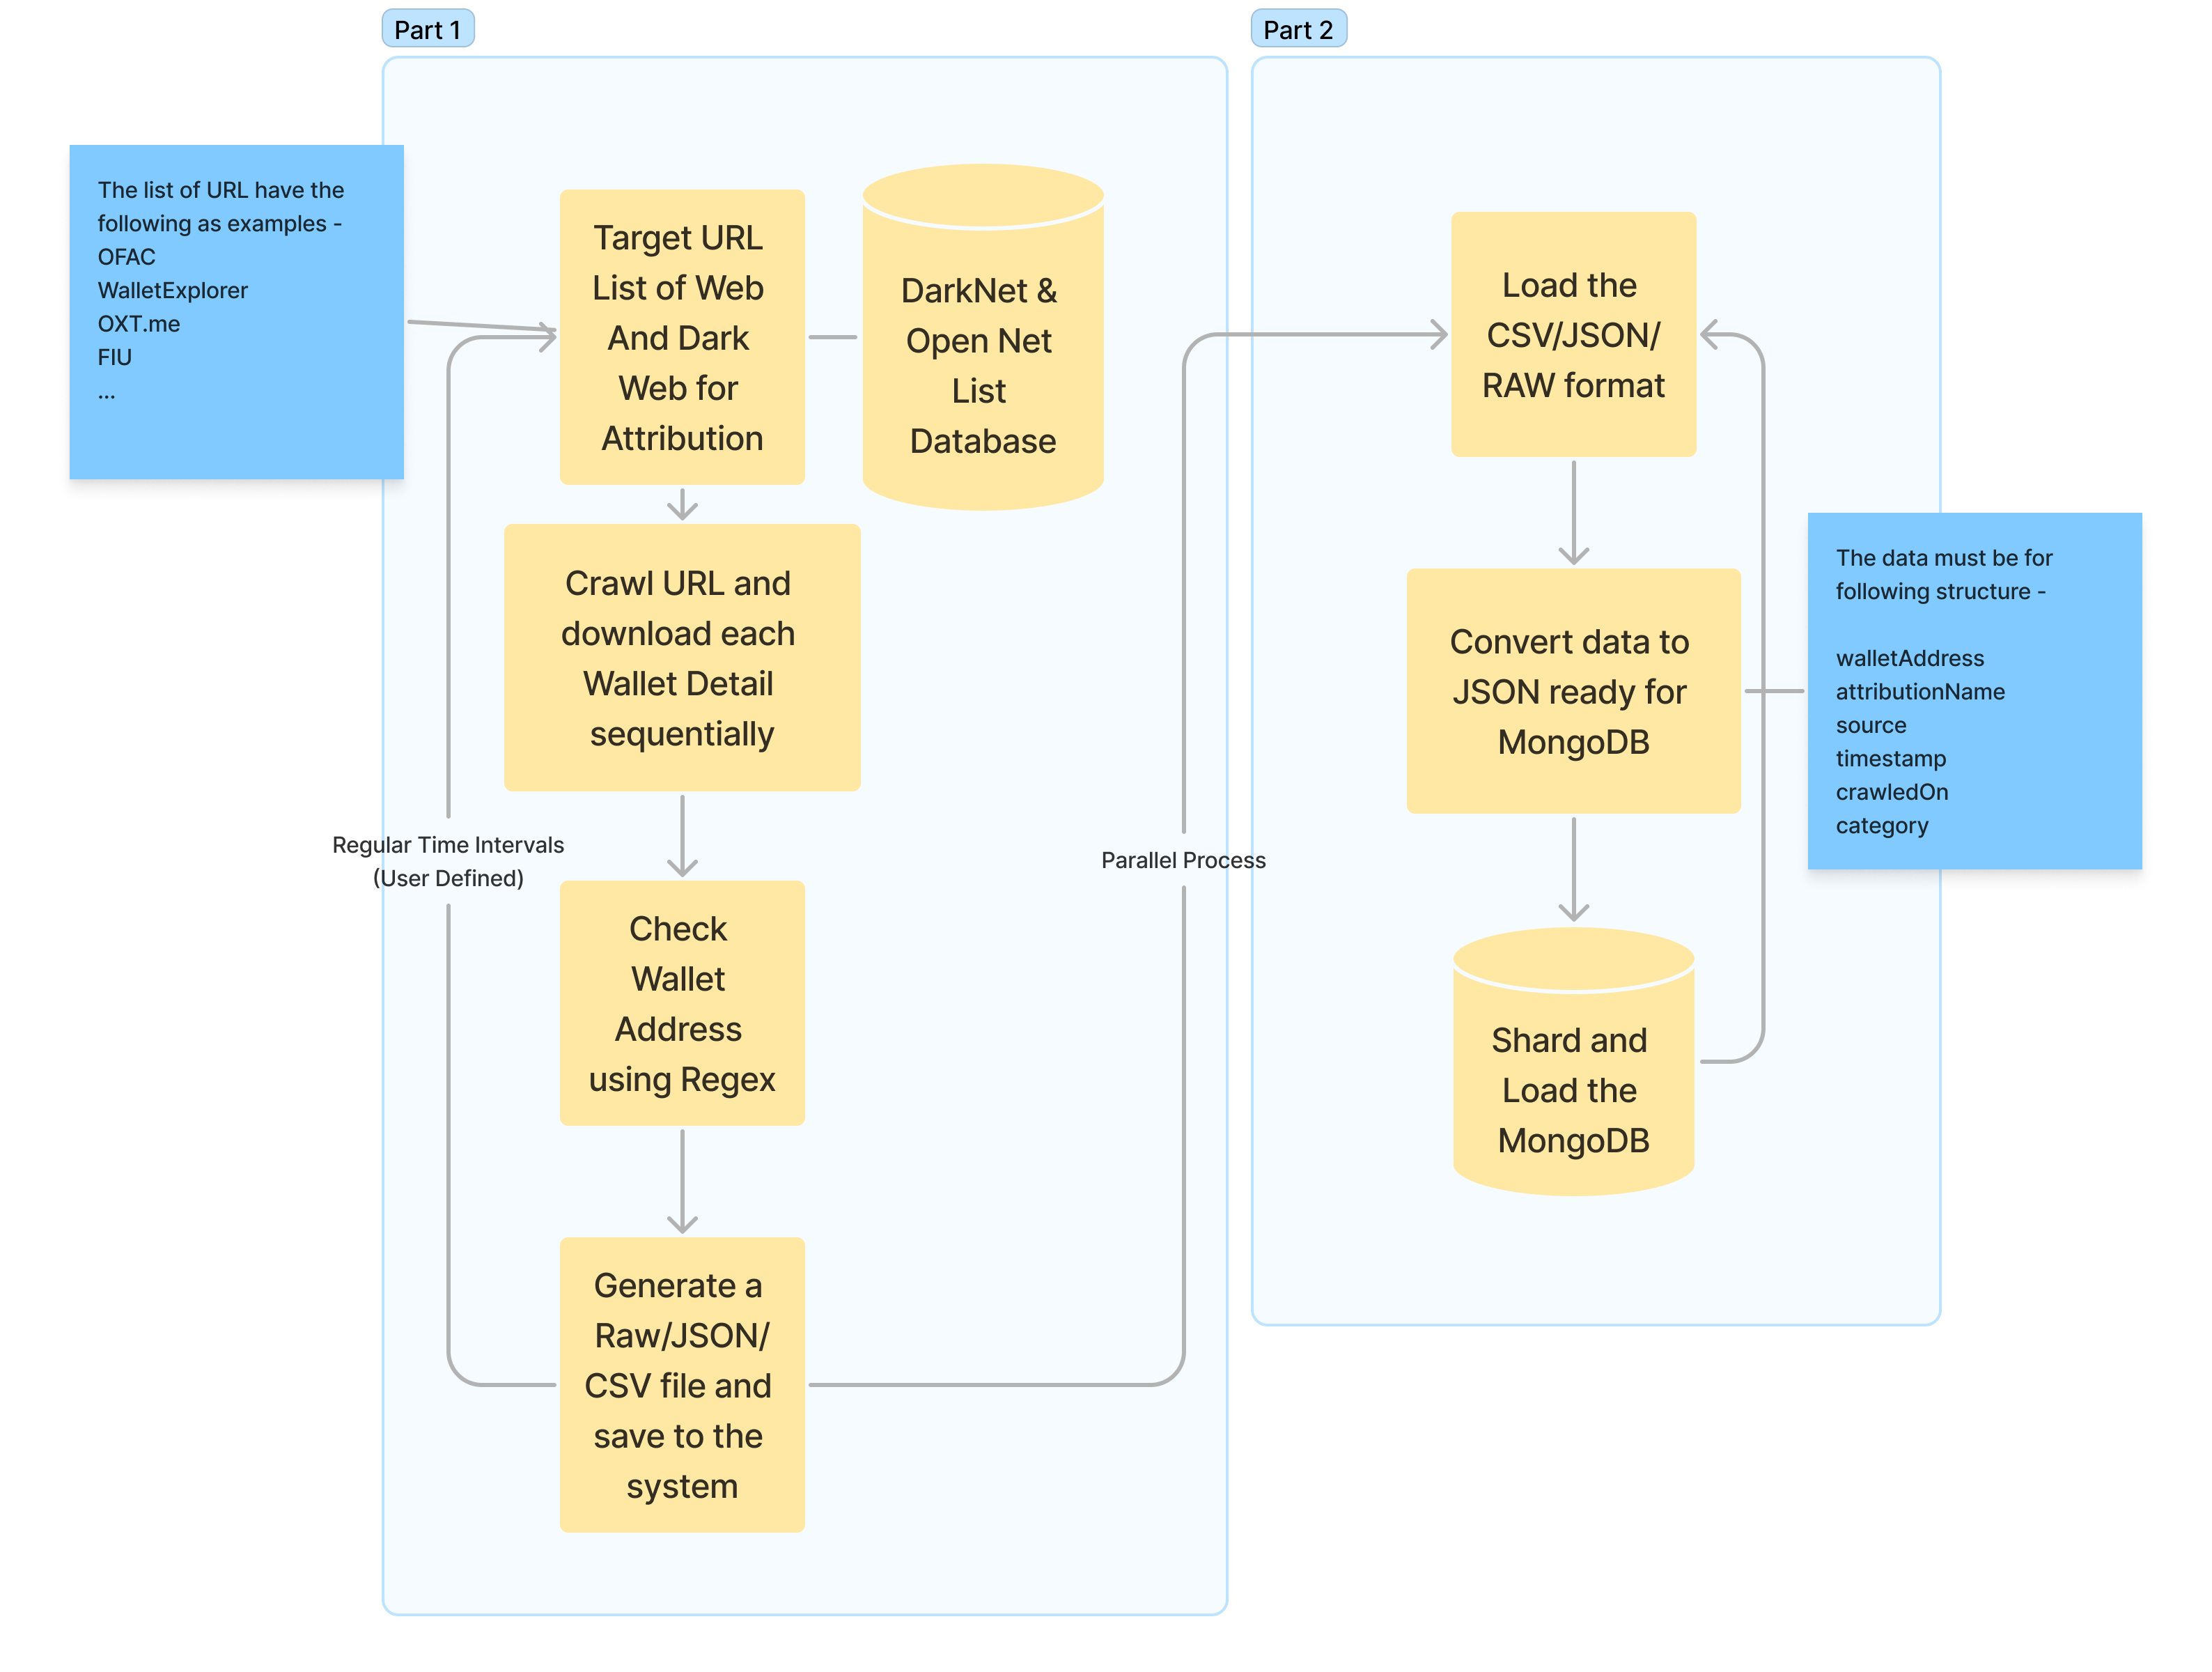 Part 1
The list of URL have the
following as examples -
OFAC
WalletExplorer
OXT.me
FIU
...
Target URL
List of Web
And Dark
Web for
Attribution
DarkNet &
Open Net
List
Database
Crawl URL and
download each
Wallet Detail
sequentially
Regular Time Intervals
(User Defined)
Check
Wallet
Address
using Regex
Generate a
Raw/JSON/
CSV file and
save to the
system
Parallel Process
Part 2
Load the
CSV/JSON/
RAW format
Convert data to
JSON ready for
MongoDB
The data must be for
following structure -
walletAddress
attributionName
source
timestamp
crawledOn
category
Shard and
Load the
MongoDB